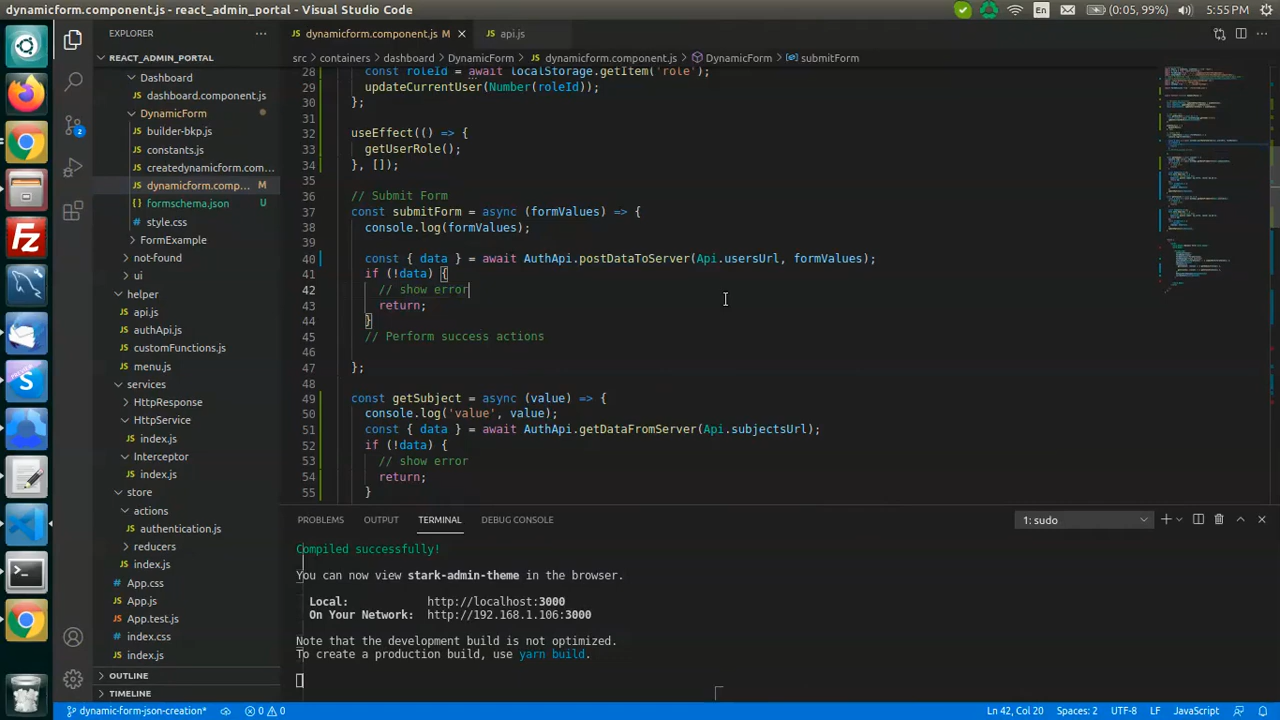 dynamicform.component.js - react_admin_portal - Visual Studio Code
En
(0:05, 99%)
5:55 PM
EXPLORER
REACT_ADMIN_PORTAL
Dashboard
dashboard.component.js
DynamicForm
builder-bkp.js
constants.js
createdynamicform.com...
dynamicform.comp... M
formschema.json U
style.css
FormExample
not-found
ui
helper
api.js
authApi.js
customFunctions.js
menu.js
services
HttpResponse
HttpService
index.js
Interceptor
index.js
store
actions
authentication.js
reducers
index.js
App.css
App.js
App.test.js
index.css
index.js
OUTLINE
TIMELINE
2
dynamicform.component.js M
api.js
src > containers > dashboard > DynamicForm > dynamicform.component.js > DynamicForm > submitForm
28 const roleId = await localStorage.getItem('role');
29 updateCurrentUser(Number(roleId));
30 };
31
32 useEffect(() => {
33 getUserRole();
34 }, []);
35
36 // Submit Form
37 const submitForm = async (formValues) => {
38 console.log(formValues);
39
40 const { data } = await AuthApi.postDataToServer(Api.usersUrl, formValues);
41 if (!data) {
42 // show error
43 return;
44 }
45 // Perform success actions
46
47 };
48
49 const getSubject = async (value) => {
50 console.log('value', value);
51 const { data } = await AuthApi.getDataFromServer(Api.subjectsUrl);
52 if (!data) {
53 // show error
54 return;
55 }
PROBLEMS OUTPUT TERMINAL DEBUG CONSOLE
1: sudo
Compiled successfully!
You can now view stark-admin-theme in the browser.
Local: http://localhost:3000
On Your Network: http://192.168.1.106:3000
Note that the development build is not optimized.
To create a production build, use yarn build.
dynamic-form-json-creation*
0 0
Ln 42, Col 20
Spaces: 2
UTF-8
LF
JavaScript